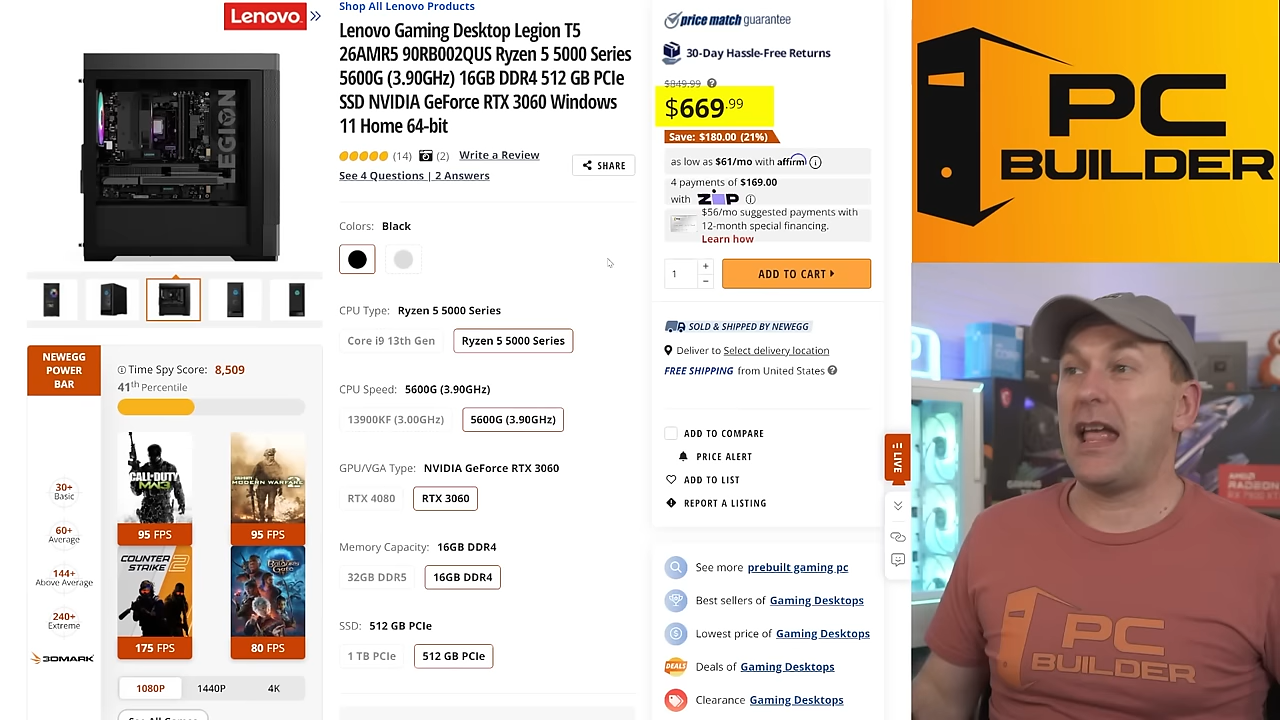 Lenovo
Shop All Lenovo Products
Lenovo Gaming Desktop Legion T5
26AMR5 90RB002QUS Ryzen 5 5000 Series
5600G (3.90GHz) 16GB DDR4 512 GB PCIe
SSD NVIDIA GeForce RTX 3060 Windows
11 Home 64-bit
(14) (2) Write a Review
See 4 Questions | 2 Answers
SHARE
LEGION
Colors: Black
CPU Type: Ryzen 5 5000 Series
Core i9 13th Gen
Ryzen 5 5000 Series
CPU Speed: 5600G (3.90GHz)
13900KF (3.00GHz)
5600G (3.90GHz)
GPU/VGA Type: NVIDIA GeForce RTX 3060
RTX 4080
RTX 3060
Memory Capacity: 16GB DDR4
32GB DDR5
16GB DDR4
SSD: 512 GB PCIe
1 TB PCIe
512 GB PCIe
NEWEGG
POWER
BAR
Time Spy Score: 8,509
41th Percentile
30+
Basic
60+
Average
144+
Above Average
240+
Extreme
3DMARK
CALL·DUTY
MW3
95 FPS
MODERN WARFARE 2
95 FPS
COUNTER
STRIKE 2
175 FPS
Baldur's Gate
80 FPS
1080P
1440P
4K
See All Games
price match guarantee
30-Day Hassle-Free Returns
$849.99
$669.99
Save: $180.00 (21%)
as low as $61/mo with affirm
4 payments of $169.00
with ZIP
$56/mo suggested payments with
12-month special financing.
Learn how
1
+
−
ADD TO CART
SOLD & SHIPPED BY NEWEGG
Deliver to Select delivery location
FREE SHIPPING from United States
ADD TO COMPARE
PRICE ALERT
ADD TO LIST
REPORT A LISTING
LIVE
See more prebuilt gaming pc
Best sellers of Gaming Desktops
Lowest price of Gaming Desktops
DEALS
Deals of Gaming Desktops
Clearance Gaming Desktops
PC
BUILDER
AMD
RADEON
PC
BUILDER